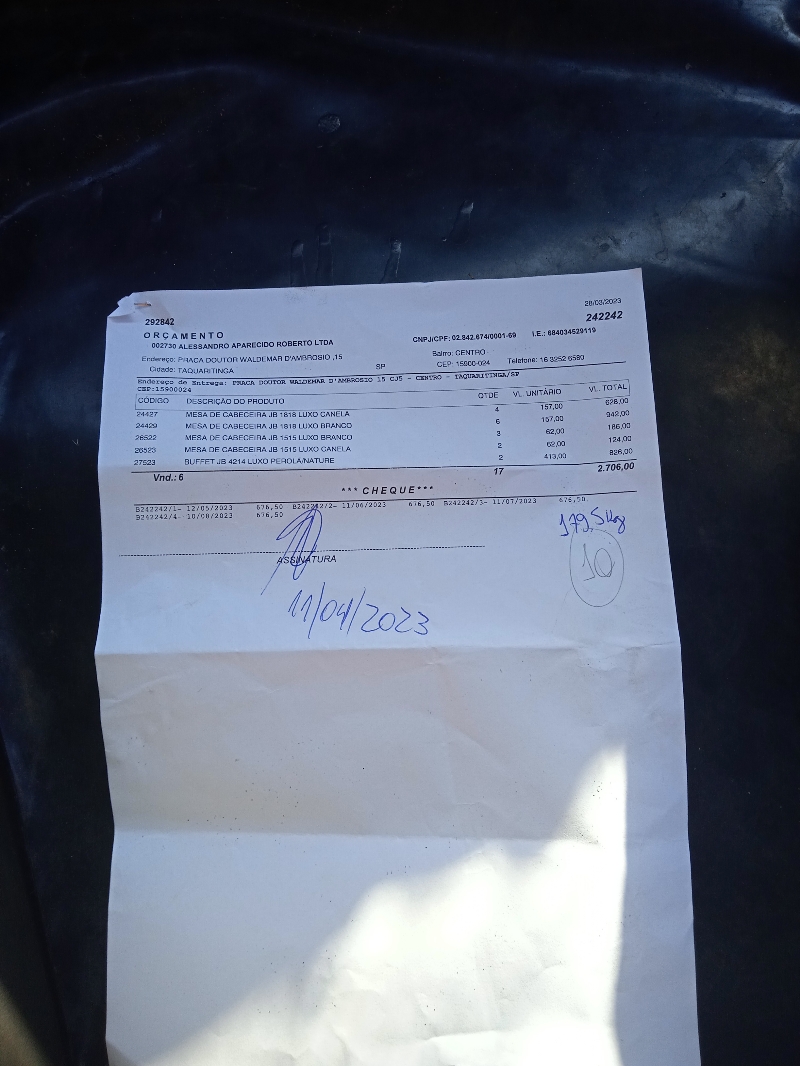 28/03/2023
292842
242242
ORÇAMENTO
CNPJ/CPF: 02.842.674/0001-69 I.E.: 684034529119
002730 ALESSANDRO APARECIDO ROBERTO LTDA
Endereço: PRACA DOUTOR WALDEMAR D'AMBROSIO ,15 Bairro: CENTRO
Cidade: TAQUARITINGA SP CEP: 15900-024 Telefone: 16 3252 6590
Endereço de Entrega: PRACA DOUTOR WALDEMAR D'AMBROSIO 15 CJ5 - CENTRO - TAQUARITINGA/SP
CEP:15900024
CÓDIGO DESCRIÇÃO DO PRODUTO QTDE VL. UNITÁRIO VL. TOTAL
24427 MESA DE CABECEIRA JB 1818 LUXO CANELA 4 157,00 628,00
24429 MESA DE CABECEIRA JB 1818 LUXO BRANCO 6 157,00 942,00
26522 MESA DE CABECEIRA JB 1515 LUXO BRANCO 3 62,00 186,00
26523 MESA DE CABECEIRA JB 1515 LUXO CANELA 2 62,00 124,00
27523 BUFFET JB 4214 LUXO PEROLA/NATURE 2 413,00 826,00
Vnd.: 6 17 2.706,00
*** CHEQUE***
B242242/1- 12/05/2023 676,50 B242242/2- 11/06/2023 676,50 B242242/3- 11/07/2023 676,50
B242242/4- 10/08/2023 676,50
179,5 kg
10
ASSINATURA
11/04/2023